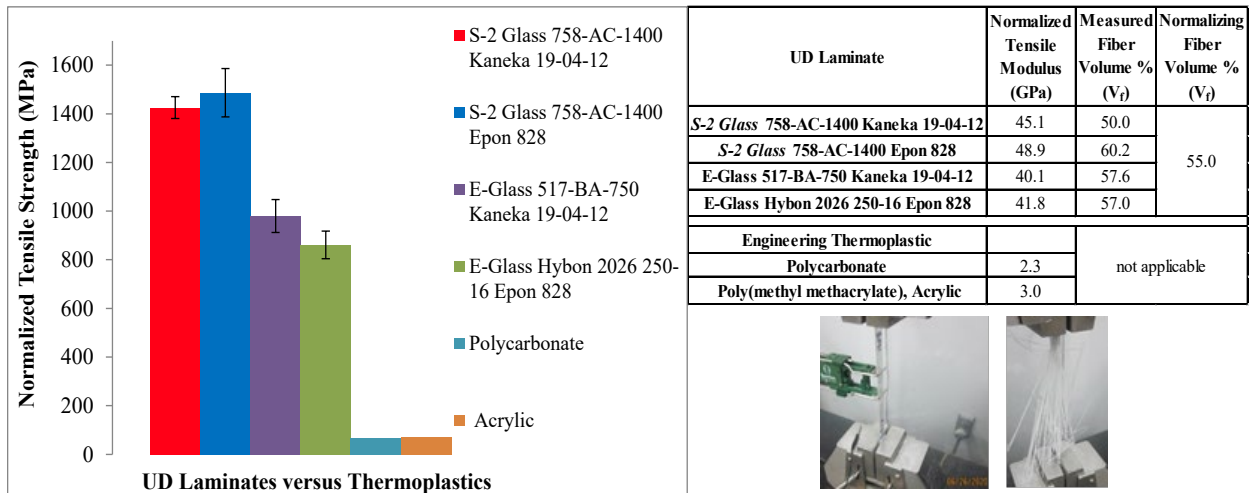 Normalized Tensile Strength (MPa)
1600
1400
1200
1000
800
600
400
200
0
UD Laminates versus Thermoplastics
S-2 Glass 758-AC-1400
Kaneka 19-04-12
S-2 Glass 758-AC-1400
Epon 828
E-Glass 517-BA-750
Kaneka 19-04-12
E-Glass Hybon 2026 250-
16 Epon 828
Polycarbonate
Acrylic
UD Laminate
Normalized
Tensile
Modulus
(GPa)
Measured
Fiber
Volume %
(Vf)
Normalizing
Fiber
Volume %
(Vf)
S-2 Glass 758-AC-1400 Kaneka 19-04-12 45.1 50.0
S-2 Glass 758-AC-1400 Epon 828 48.9 60.2
55.0
E-Glass 517-BA-750 Kaneka 19-04-12 40.1 57.6
E-Glass Hybon 2026 250-16 Epon 828 41.8 57.0
Engineering Thermoplastic
Polycarbonate 2.3
not applicable
Poly(methyl methacrylate), Acrylic 3.0